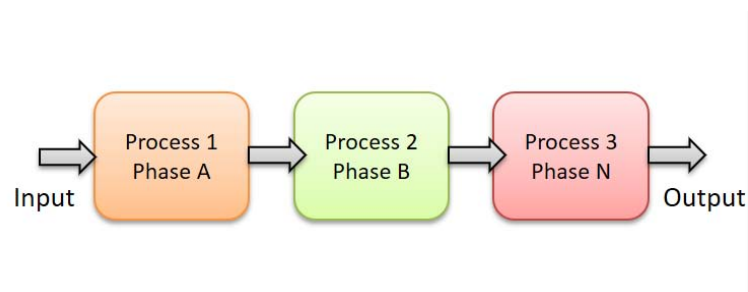 Input
Process 1
Phase A
Process 2
Phase B
Process 3
Phase N
Output